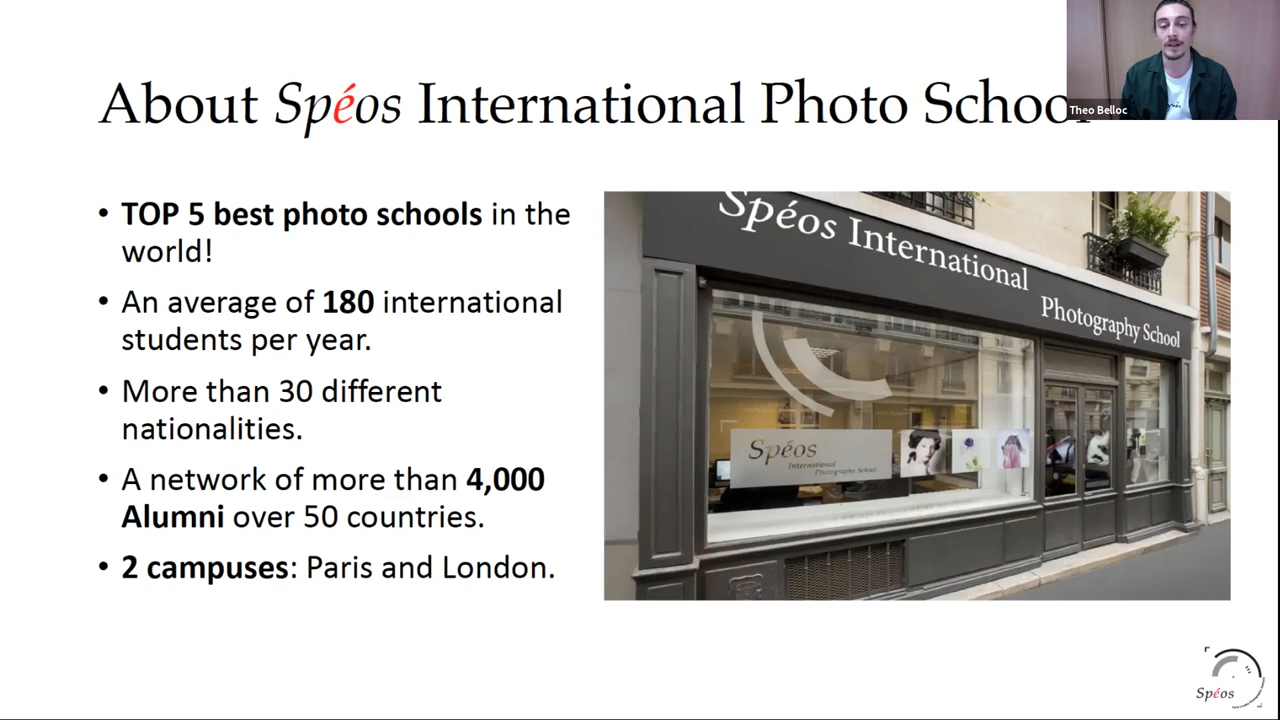 About Spéos International Photo School
Theo Belloc
• TOP 5 best photo schools in the
world!
• An average of 180 international
students per year.
• More than 30 different
nationalities.
• A network of more than 4,000
Alumni over 50 countries.
• 2 campuses: Paris and London.
Spéos International
Photography School
Spéos
International
Photography School
Spéos